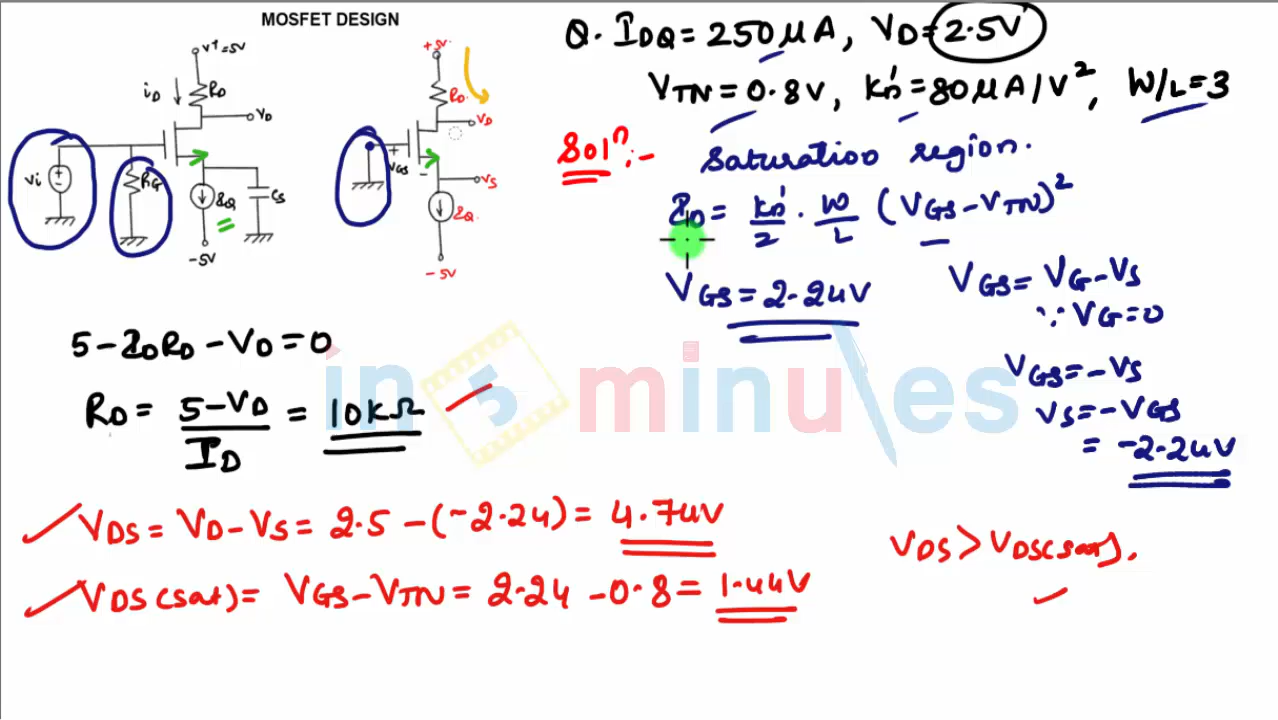 MOSFET DESIGN
Q. IDQ = 250 μA, VD = 2.5V
VTN = 0.8V, Kn' = 80μA/V², W/L = 3
Solⁿ:-
Saturation region.
ID = Kn'/2 · W/L (VGS - VTN)²
VGS = 2.24V
VGS = VG - VS
∵ VG = 0
VGS = -VS
VS = -VGS
= -2.24V
V⁺=5V
iD
RD
VD
Vi
RG
IQ
CS
-5V
+5V
RD
VD
+
VGS
-
VS
IQ
-5V
5 - IDRD - VD = 0
RD = 5-VD/ID = 10KΩ
in 5 minutes
VDS = VD - VS = 2.5 - (-2.24) = 4.74V
VDS(sat) = VGS - VTN = 2.24 - 0.8 = 1.44V
VDS > VDS(sat).